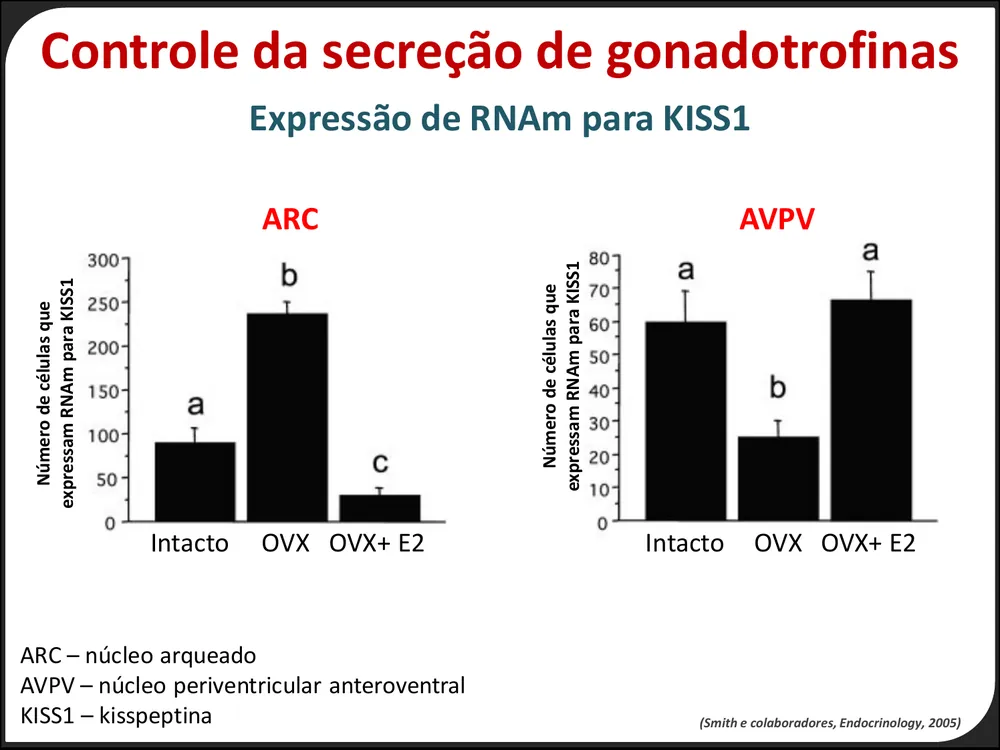 Controle da secreção de gonadotrofinas
Expressão de RNAm para KISS1
ARC
Número de células que
expressam RNAm para KISS1
300
250
200
150
100
50
0
a
b
c
Intacto OVX OVX+ E2
AVPV
Número de células que
expressam RNAm para KISS1
80
70
60
50
40
30
20
10
0
a
b
a
Intacto OVX OVX+ E2
ARC – núcleo arqueado
AVPV – núcleo periventricular anteroventral
KISS1 – kisspeptina
(Smith e colaboradores, Endocrinology, 2005)